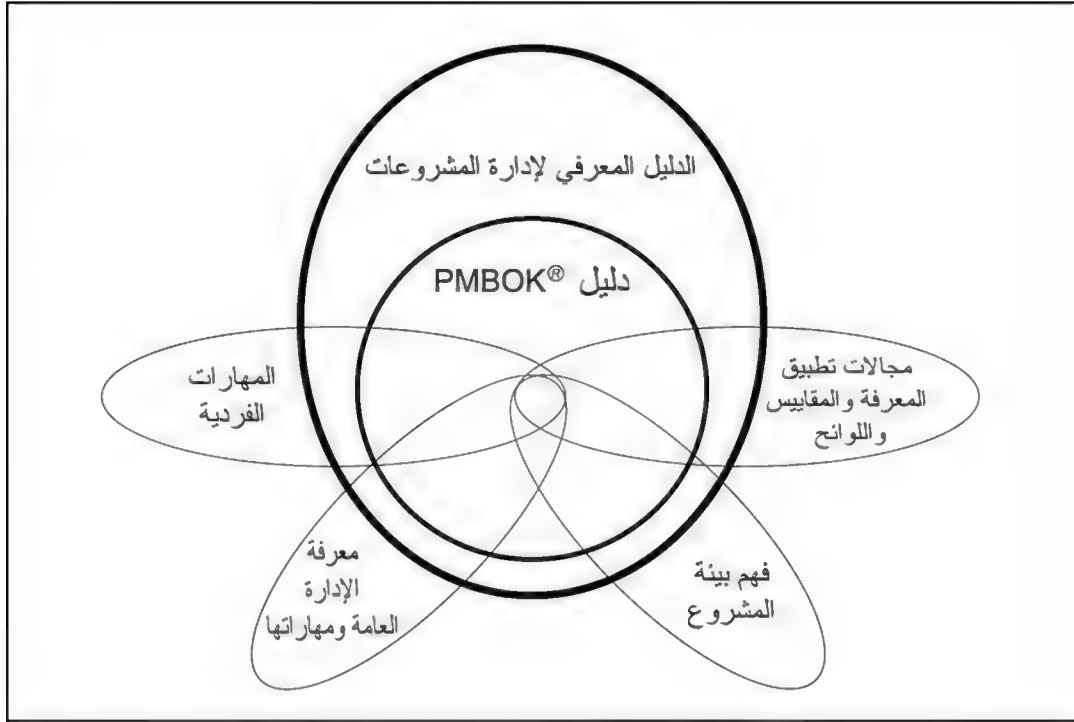 الدليل المعرفي لإدارة المشروعات
دليل PMBOK®
المهارات
الفردية
مجالات تطبيق
المعرفة والمقاييس
واللوائح
معرفة
الإدارة
العامة ومهاراتها
فهم بيئة
المشروع